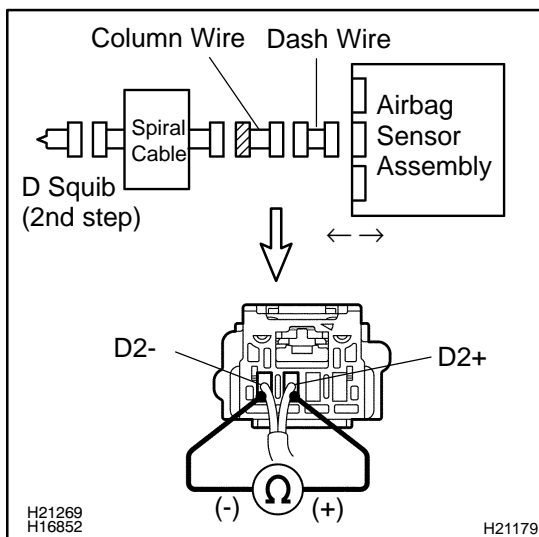 Column Wire Dash Wire
Spiral
Cable
Airbag
Sensor
Assembly
D Squib
(2nd step)
D2-
D2+
(-) Ω (+)
H21269
H16852
H21179